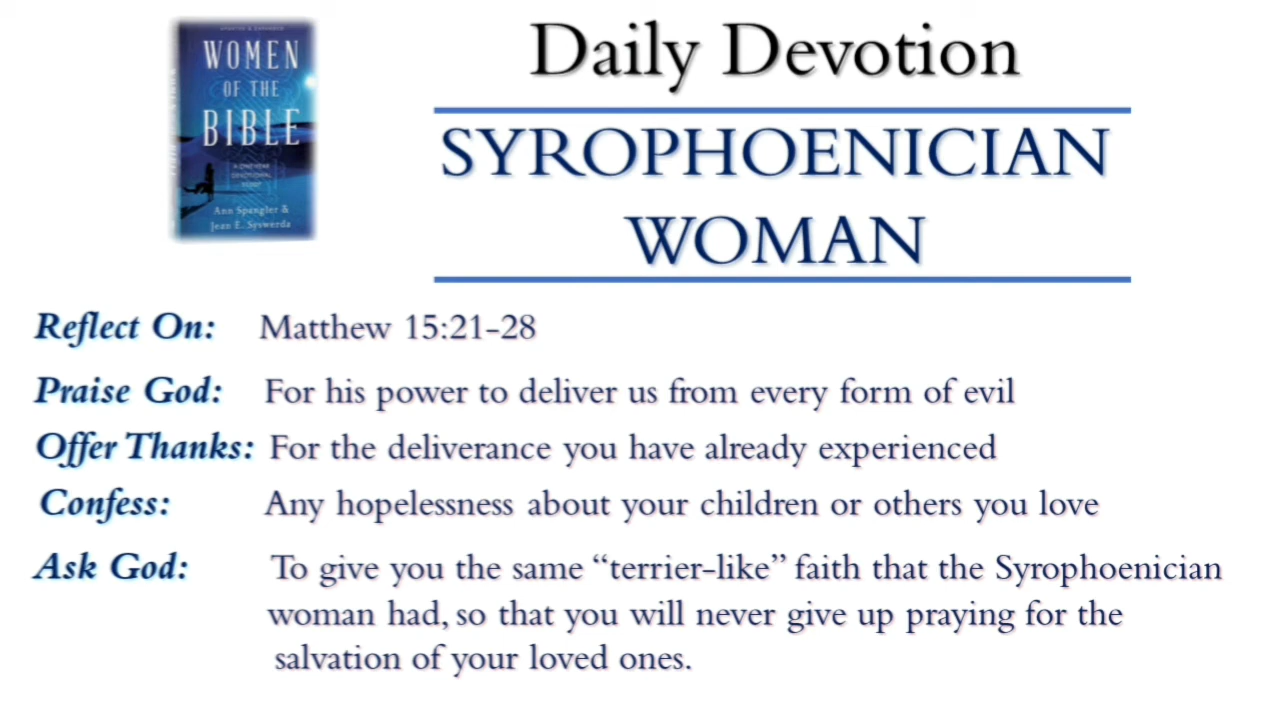 WOMEN
OF THE
BIBLE
A ONE-YEAR
DEVOTIONAL
STUDY
Ann Spangler &
Jean E. Syswerda
Daily Devotion
SYROPHOENICIAN
WOMAN
Reflect On: Matthew 15:21-28
Praise God: For his power to deliver us from every form of evil
Offer Thanks: For the deliverance you have already experienced
Confess: Any hopelessness about your children or others you love
Ask God: To give you the same “terrier-like” faith that the Syrophoenician
woman had, so that you will never give up praying for the
salvation of your loved ones.